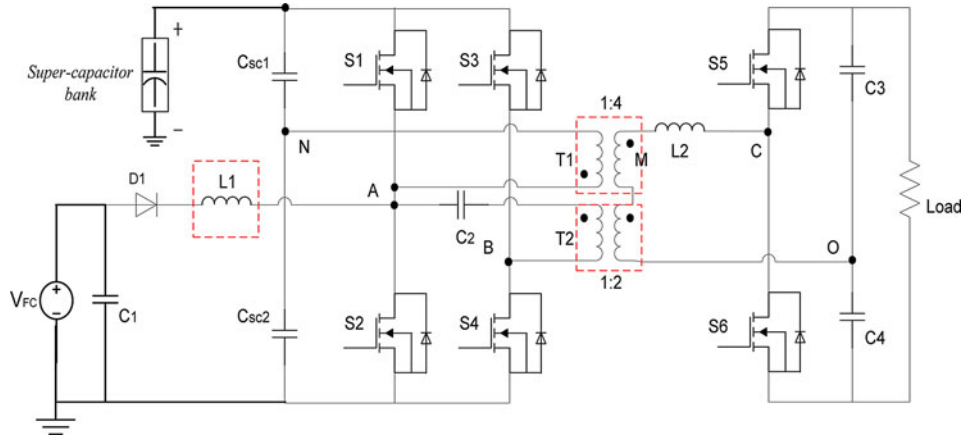 +
Super-capacitor
bank
−
Csc1
S1
S3
S5
C3
1:4
N
T1
M
L2
C
D1
L1
A
C2
T2
B
O
Load
1:2
VFC
+
−
C1
Csc2
S2
S4
S6
C4